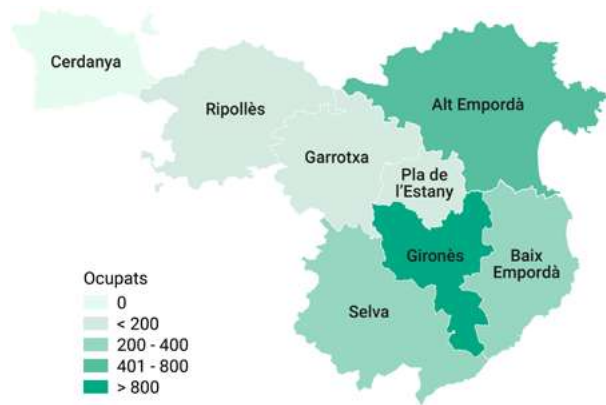 Cerdanya
Ripollès
Alt Empordà
Garrotxa
Pla de
l'Estany
Gironès
Baix
Empordà
Selva
Ocupats
0
< 200
200 - 400
401 - 800
> 800